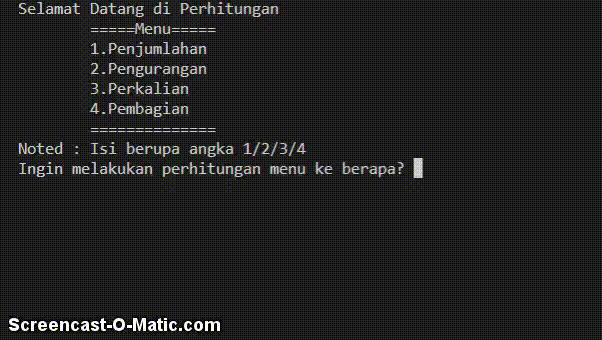 Selamat Datang di Perhitungan
=====Menu=====
1.Penjumlahan
2.Pengurangan
3.Perkalian
4.Pembagian
==============
Noted : Isi berupa angka 1/2/3/4
Ingin melakukan perhitungan menu ke berapa?
Screencast-O-Matic.com